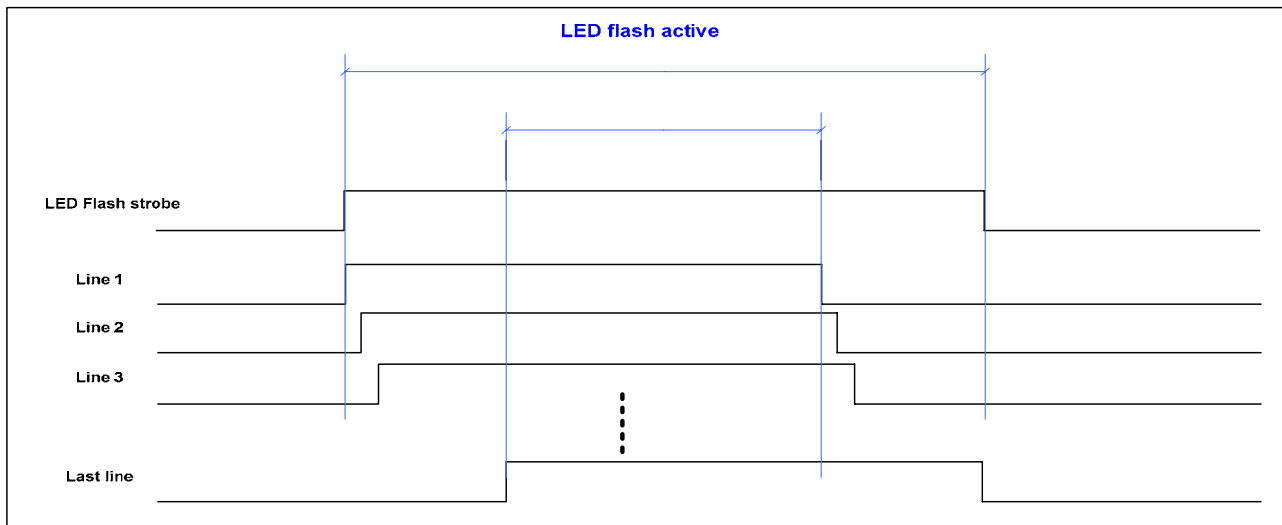 LED flash active
LED Flash strobe
Line 1
Line 2
Line 3
Last line